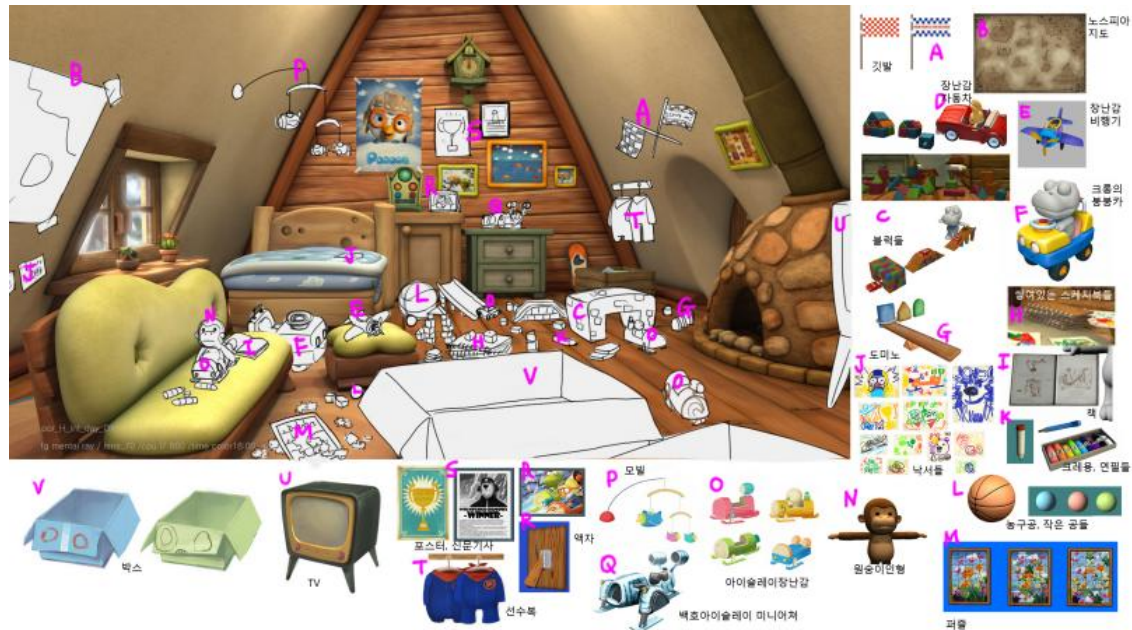 B
P
A
S
R
Q
T
J
J
U
N
O
I
F
E
L
H
C
G
O
V
O
M
por_H_int_day_0
fg mental ray /
깃발
A
B
노스피아
지도
장난감
자동차
D
E
장난감
비행기
C
블럭들
F
크롱의
붕붕카
쌓여있는 스케치북들
H
G
도미노
J
낙서들
I
책
K
크레용, 연필들
L
농구공, 작은 공들
M
퍼즐
V
박스
U
TV
S
-WINNER-
포스터, 신문기사
T
선수복
R
R
액자
P
모빌
O
아이슬레이장난감
Q
백호아이슬레이 미니어쳐
N
원숭이인형